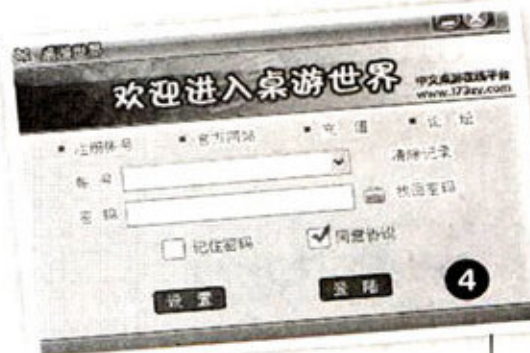 桌游世界
欢迎进入桌游世界 中文桌游在线平台
www.173zy.com
▪ 注册帐号 ▪ 官方网站 ▪ 充 值 ▪ 论 坛
帐 号 清除记录
密 码 找回密码
记住密码 同意协议
设 置 登 陆
4